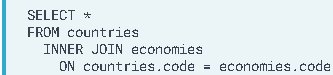 SELECT *
FROM countries
INNER JOIN economies
ON countries.code = economies.code